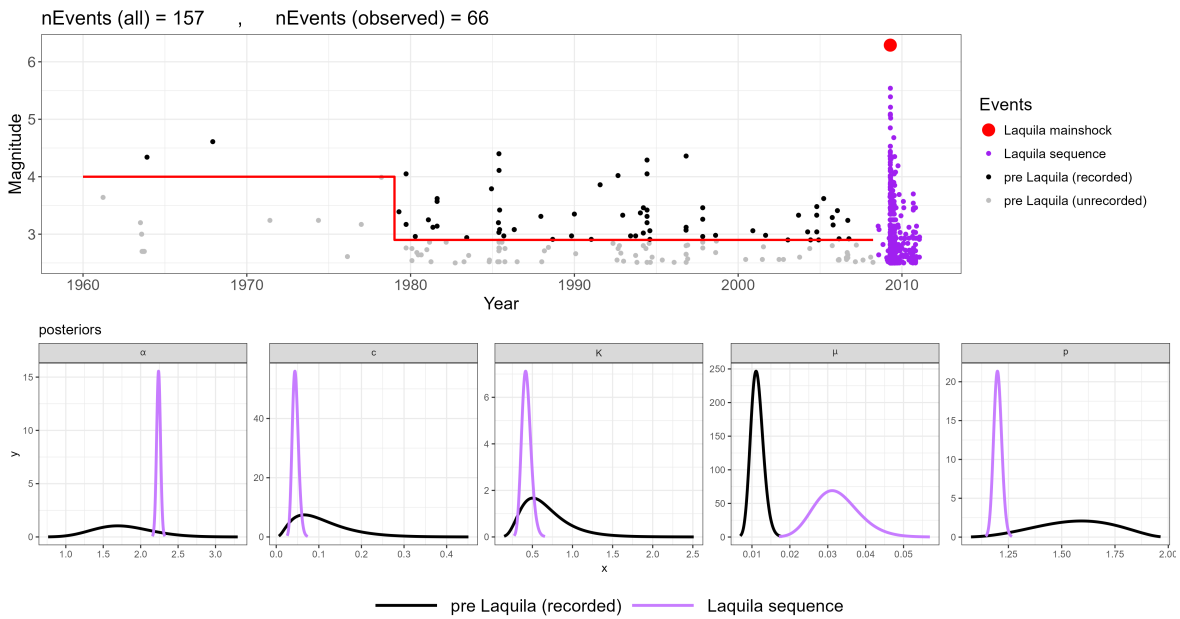 nEvents (all) = 157 , nEvents (observed) = 66
Magnitude
6
5
4
3
1960 1970 1980 1990 2000 2010
Year
Events
Laquila mainshock
Laquila sequence
pre Laquila (recorded)
pre Laquila (unrecorded)
posteriors
α c K μ p
y
15
10
5
0
1.0 1.5 2.0 2.5 3.0
40
20
0
0.0 0.1 0.2 0.3 0.4
6
4
2
0
0.5 1.0 1.5 2.0 2.5
250
200
150
100
50
0
0.01 0.02 0.03 0.04 0.05
20
15
10
5
0
1.25 1.50 1.75 2.00
x
pre Laquila (recorded) Laquila sequence